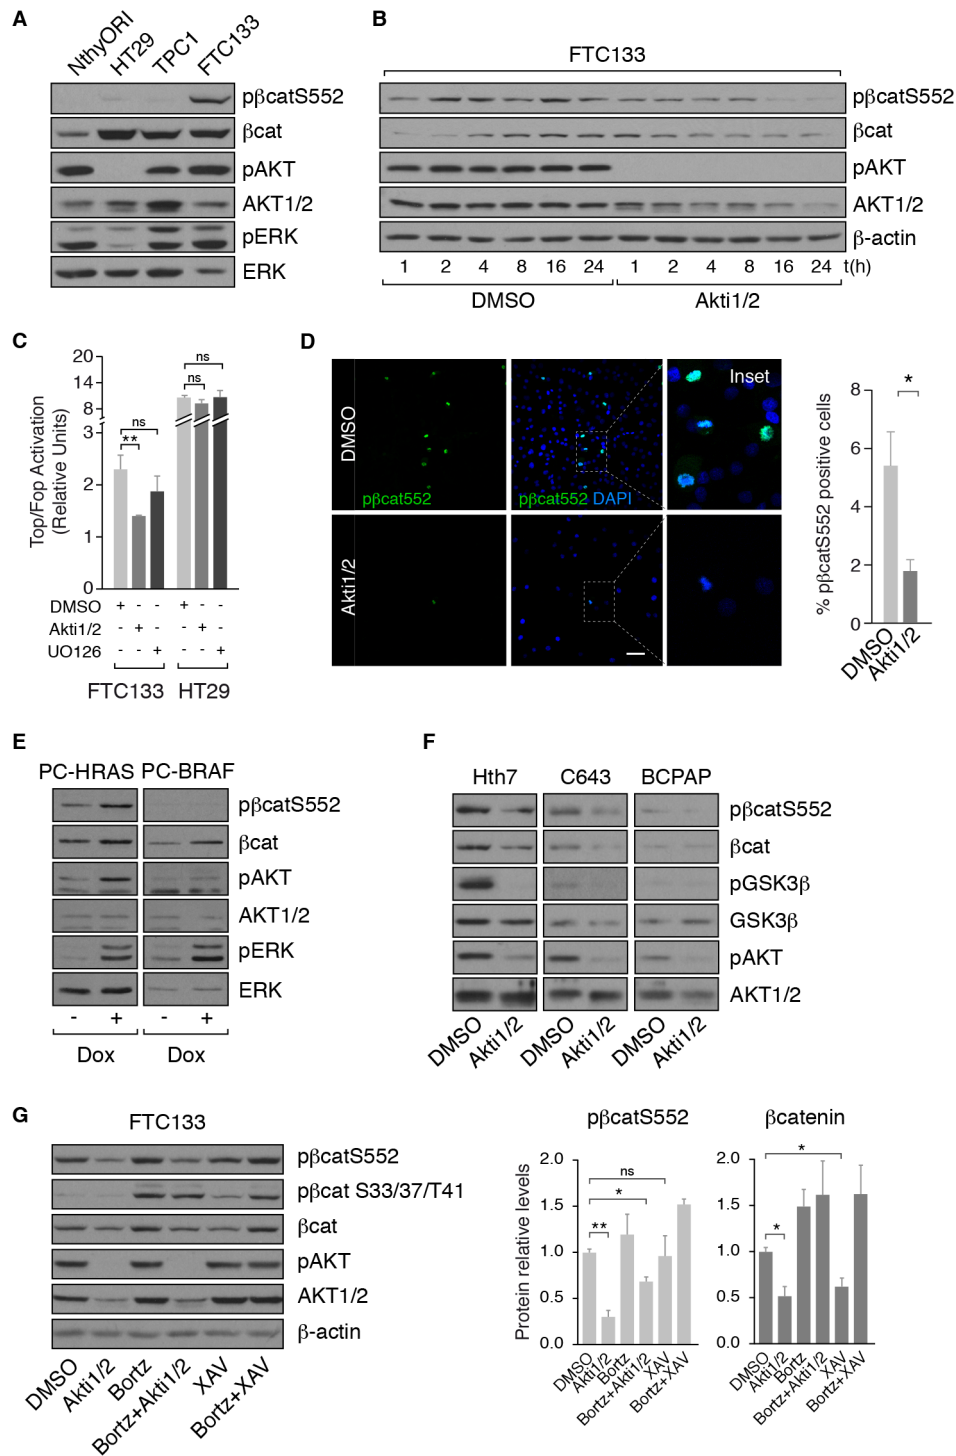 A
NthyORI HT29 TPC1 FTC133
pβcatS552
βcat
pAKT
AKT1/2
pERK
ERK
B
FTC133
pβcatS552
βcat
pAKT
AKT1/2
β-actin
1 2 4 8 16 24 1 2 4 8 16 24 t(h)
DMSO Akti1/2
C
Top/Fop Activation
(Relative Units)
20
14
8
3
2
1
0
ns
**
ns
ns
DMSO + - - + - -
Akti1/2 - + - - + -
UO126 - - + - - +
FTC133 HT29
D
DMSO
Akti1/2
pβcat552
pβcat552 DAPI
Inset
% pβcatS552 positive cells
8
6
4
2
0
*
DMSO
Akti1/2
E
PC-HRAS PC-BRAF
pβcatS552
βcat
pAKT
AKT1/2
pERK
ERK
- + - +
Dox Dox
F
Hth7 C643 BCPAP
pβcatS552
βcat
pGSK3β
GSK3β
pAKT
AKT1/2
DMSO Akti1/2 DMSO Akti1/2 DMSO Akti1/2
G
FTC133
pβcatS552
pβcat S33/37/T41
βcat
pAKT
AKT1/2
β-actin
DMSO Akti1/2 Bortz Bortz+Akti1/2 XAV Bortz+XAV
pβcatS552
Protein relative levels
2.0
1.5
1.0
0.5
0.0
ns
*
**
DMSO Akti1/2 Bortz Bortz+Akti1/2 XAV Bortz+XAV
βcatenin
2.0
1.5
1.0
0.5
0.0
*
*
DMSO Akti1/2 Bortz Bortz+Akti1/2 XAV Bortz+XAV